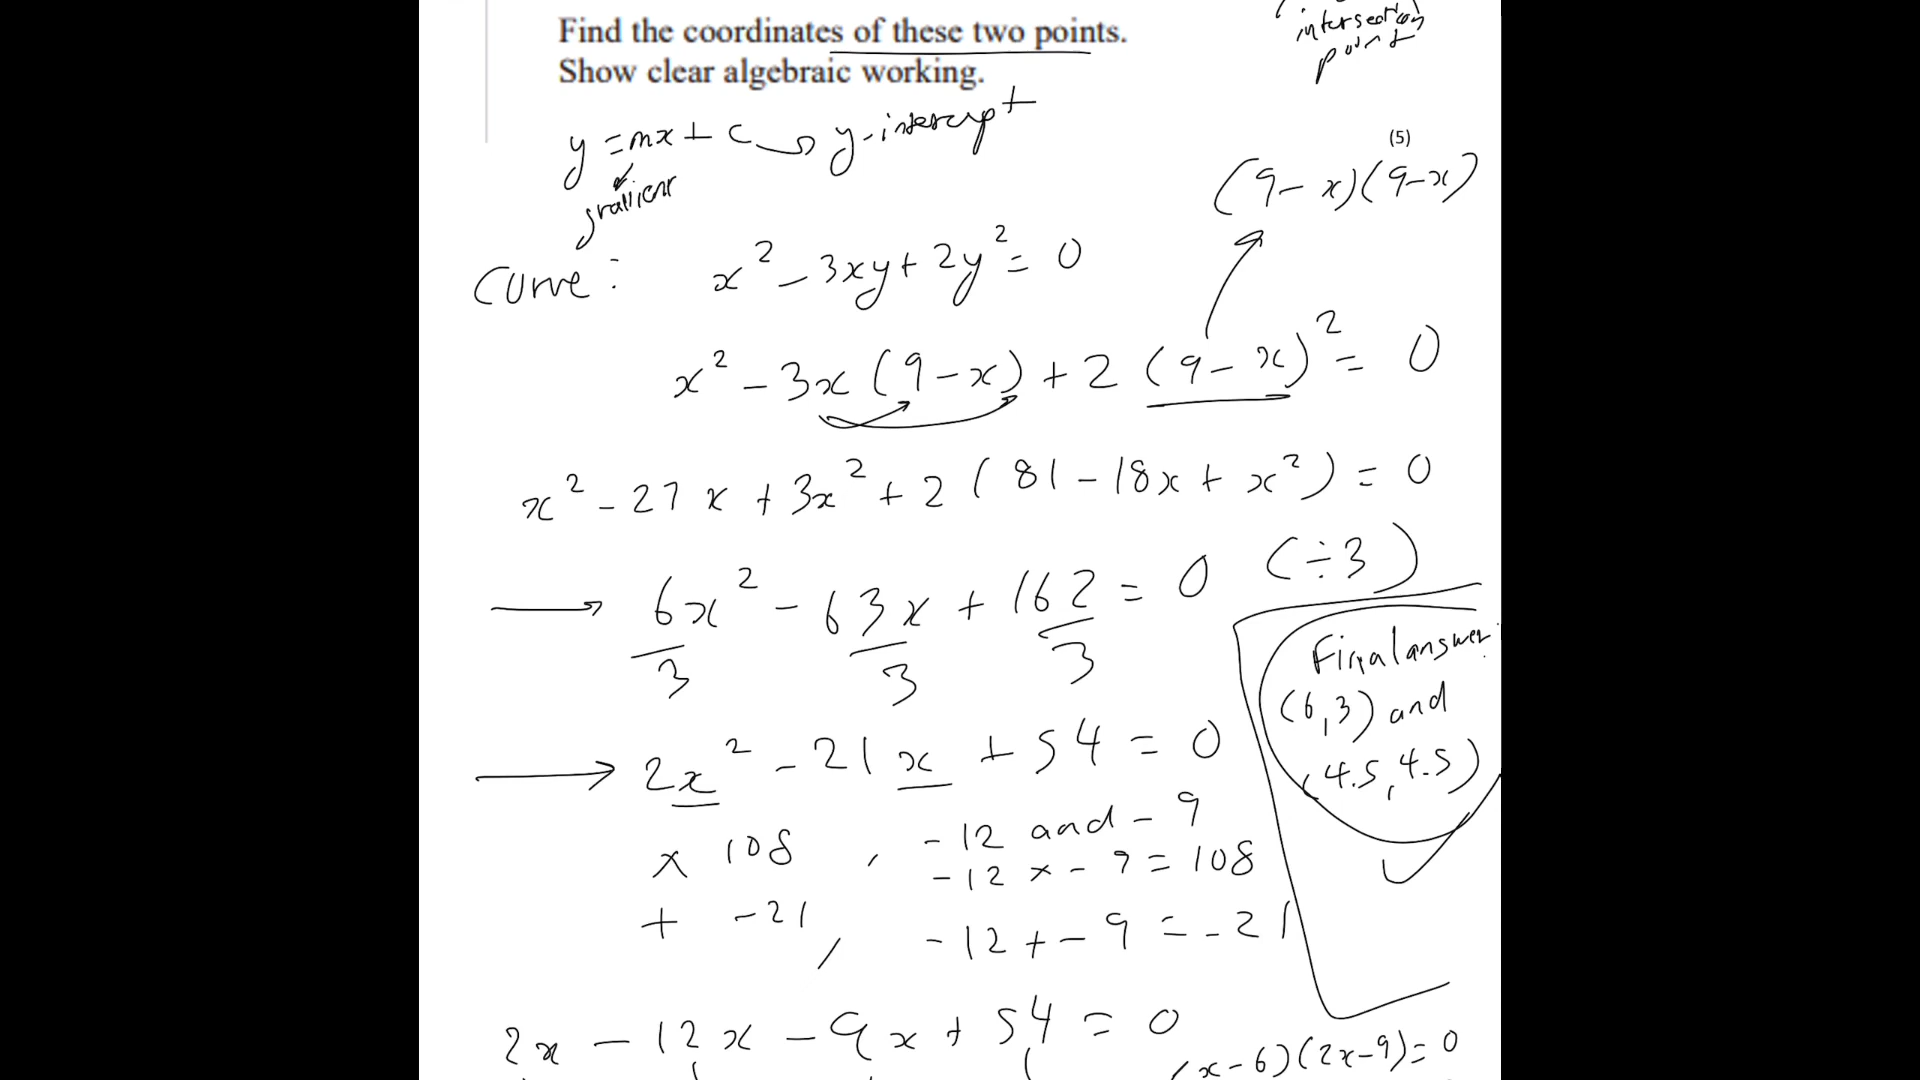 Find the coordinates of these two points.
Show clear algebraic working.
intersection
point
(5)
y = mx + c → y-intercept
gradient
(9 - x)(9 - x)
Curve: x² - 3xy + 2y² = 0
x² - 3x (9 - x) + 2 (9 - x)² = 0
x² - 27x + 3x² + 2 (81 - 18x + x²) = 0
→ 6x²/3 - 63x/3 + 162/3 = 0 (÷3)
→ 2x² - 21x + 54 = 0
x 108 , -12 and -9
-12 x -9 = 108
+ -21 , -12 + -9 = -21
2x - 12x - 9x + 54 = 0
(x - 6)(2x - 9) = 0
Final answer:
(6,3) and
(4.5, 4.5)